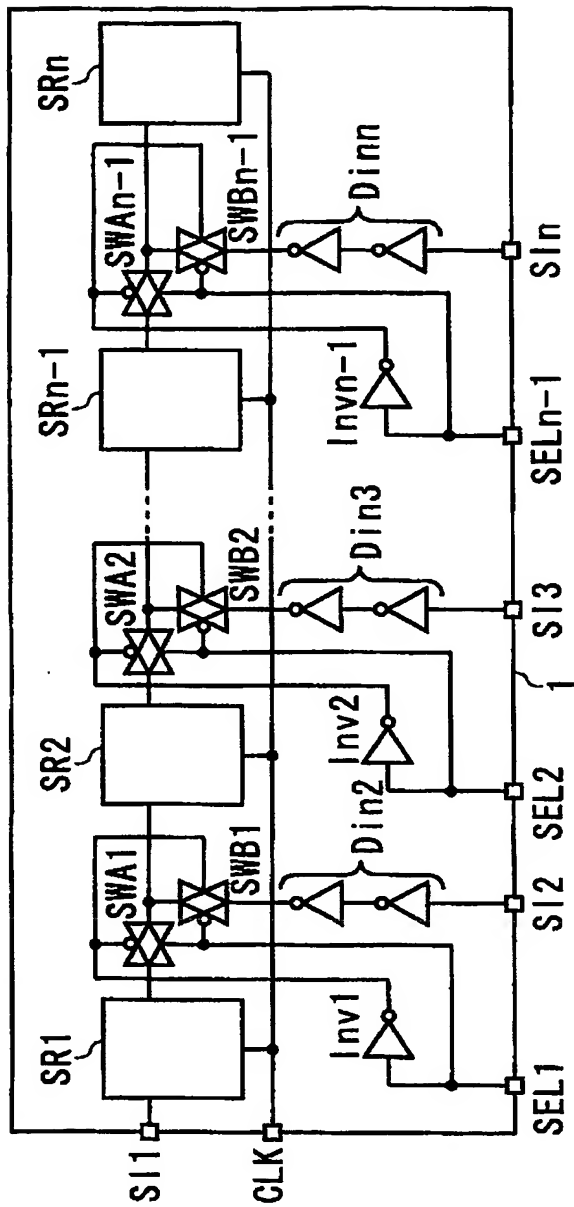 SRn
SWAn-1
SWBn-1
Dinn
SIn
SRn-1
Invn-1
SELn-1
SWA2
SWB2
Din3
SI3
1
SR2
Inv2
SEL2
SWA1
SWB1
Din2
SI2
SR1
Inv1
SEL1
SI1
CLK